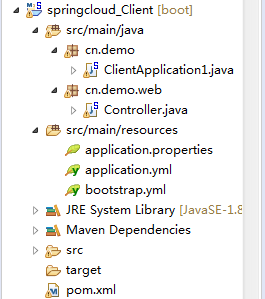 springcloud_Client [boot]
src/main/java
cn.demo
ClientApplication1.java
cn.demo.web
Controller.java
src/main/resources
application.properties
application.yml
bootstrap.yml
JRE System Library [JavaSE-1.8
Maven Dependencies
src
target
pom.xml